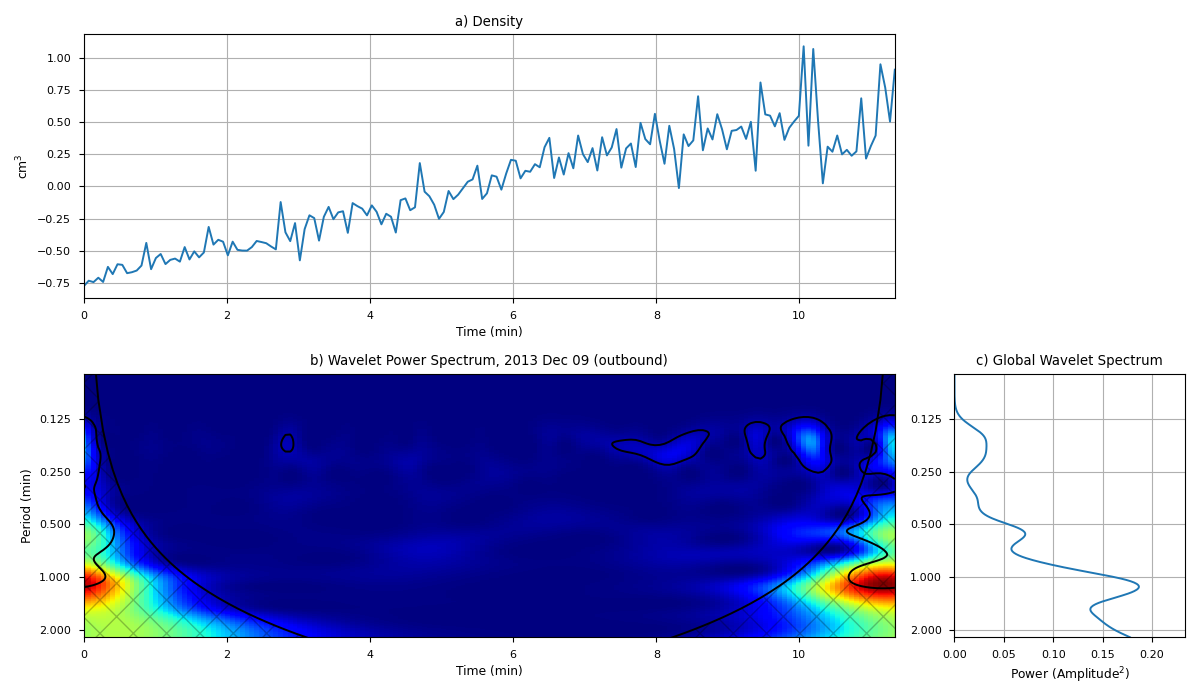 a) Density
1.00
0.75
0.50
0.25
0.00
−0.25
−0.50
−0.75
cm³
0 2 4 6 8 10
Time (min)
b) Wavelet Power Spectrum, 2013 Dec 09 (outbound)
0.125
0.250
0.500
1.000
2.000
Period (min)
0 2 4 6 8 10
Time (min)
c) Global Wavelet Spectrum
0.125
0.250
0.500
1.000
2.000
0.00 0.05 0.10 0.15 0.20
Power (Amplitude²)